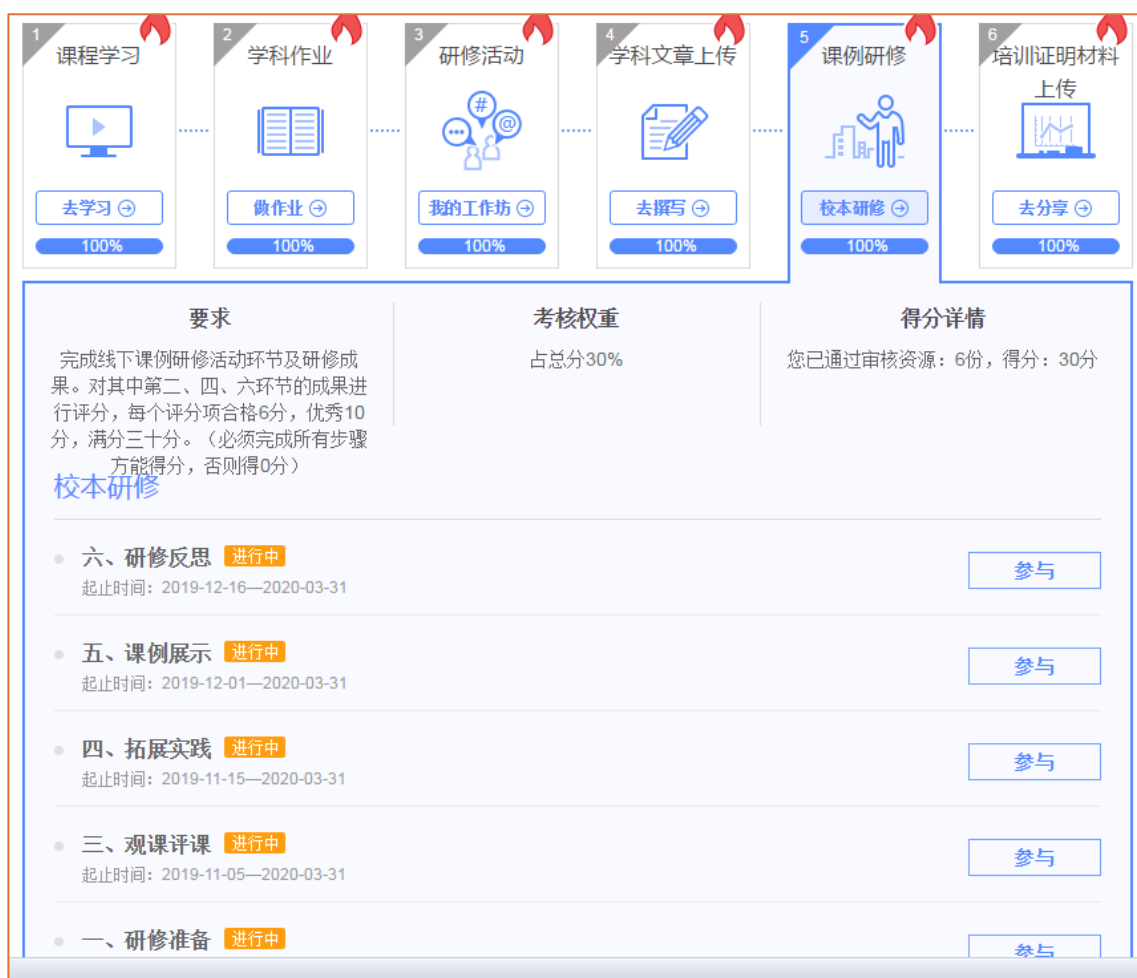 1
课程学习
去学习
100%
2
学科作业
做作业
100%
3
研修活动
#
@
我的工作坊
100%
4
学科文章上传
去撰写
100%
5
课例研修
校本研修
100%
6
培训证明材料
上传
去分享
100%
要求
完成线下课例研修活动环节及研修成
果。对其中第二、四、六环节的成果进
行评分，每个评分项合格6分，优秀10
分，满分三十分。（必须完成所有步骤
方能得分，否则得0分）
考核权重
占总分30%
得分详情
您已通过审核资源：6份，得分：30分
校本研修
六、研修反思 进行中
起止时间：2019-12-16—2020-03-31
参与
五、课例展示 进行中
起止时间：2019-12-01—2020-03-31
参与
四、拓展实践 进行中
起止时间：2019-11-15—2020-03-31
参与
三、观课评课 进行中
起止时间：2019-11-05—2020-03-31
参与
一、研修准备 进行中
参与